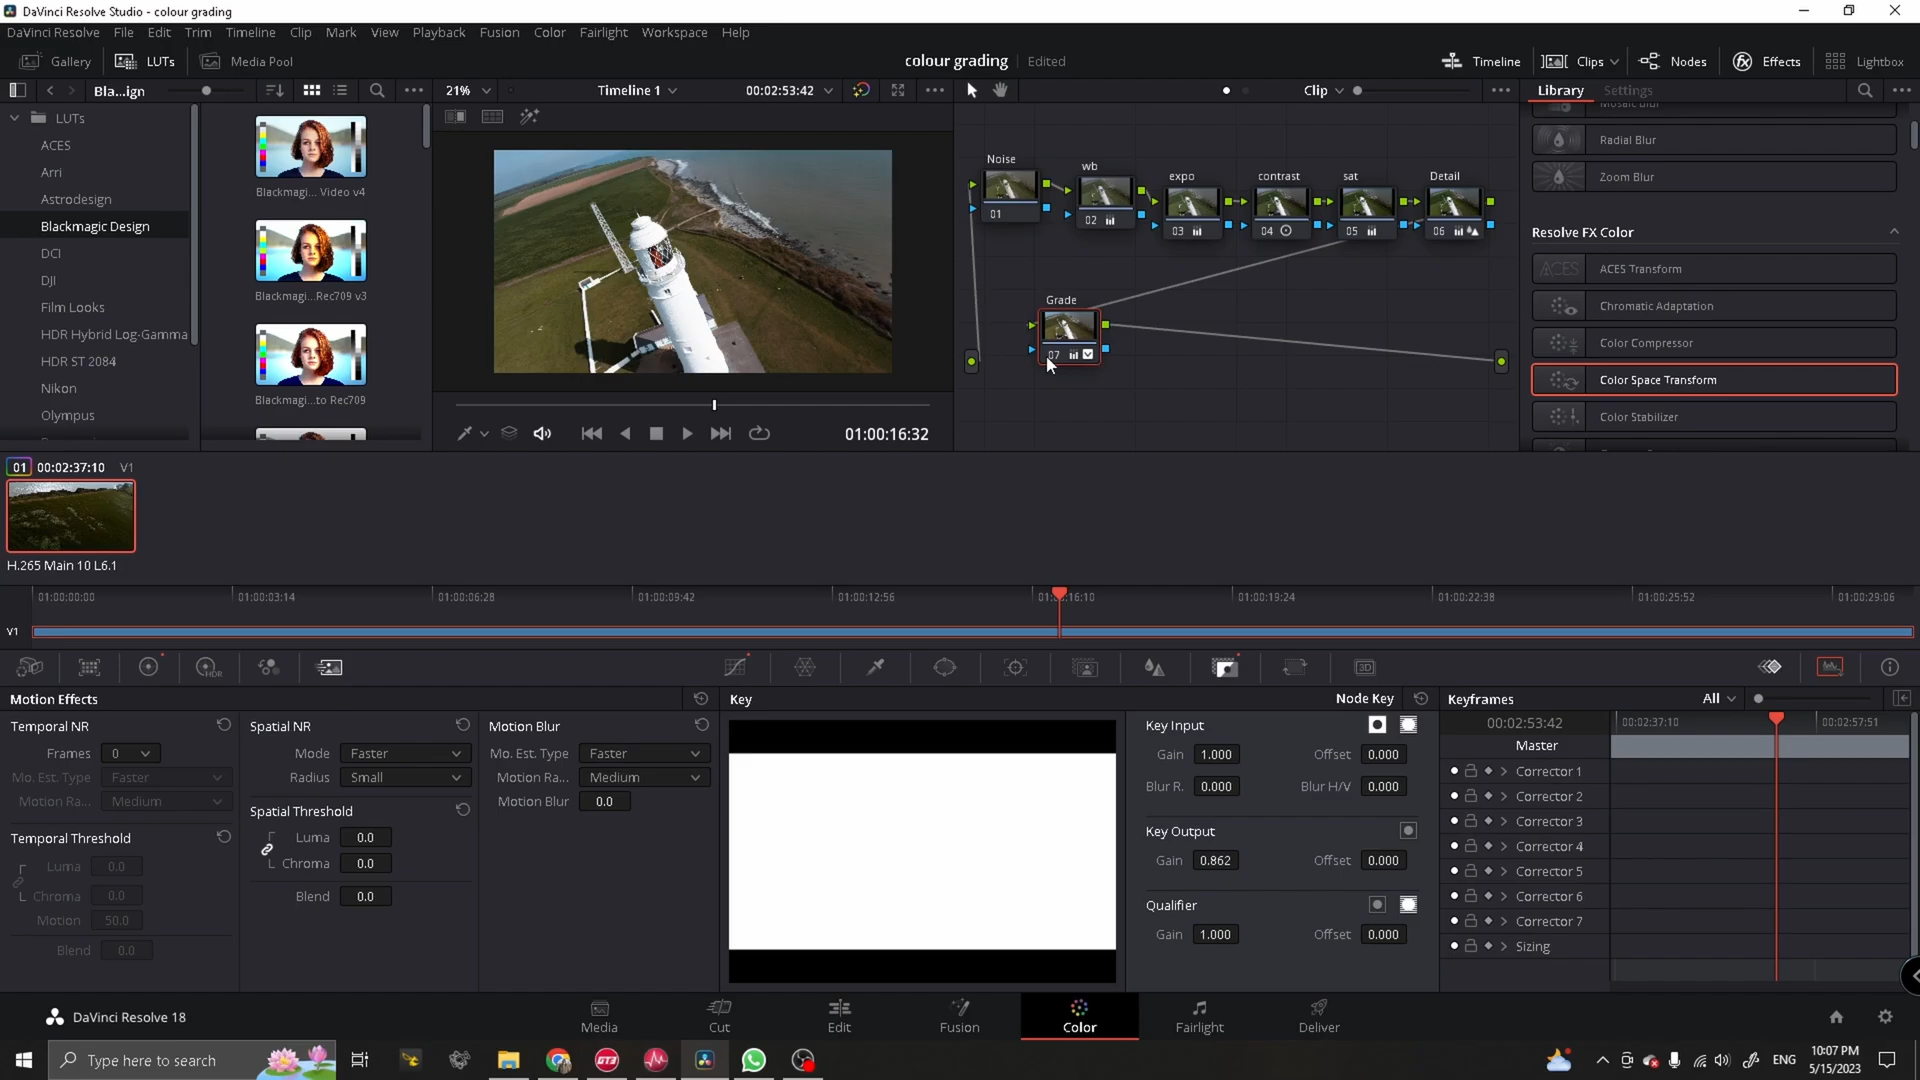 DaVinci Resolve Studio - colour grading
DaVinci Resolve File Edit Trim Timeline Clip Mark View Playback Fusion Color Fairlight Workspace Help
Gallery LUTs Media Pool colour grading Edited Timeline Clips Nodes Effects Lightbox
Bla...ign 21% Timeline 1 00:02:53:42 Clip Library Settings
LUTs
ACES
Arri
Astrodesign
Blackmagic Design
DCI
DJI
Film Looks
HDR Hybrid Log-Gamma
HDR ST 2084
Nikon
Olympus
Blackmagi... Video v4
Blackmagi...Rec709 v3
Blackmagi...to Rec709
01:00:16:32
Noise
01
wb
02
expo
03
contrast
04
sat
05
Detail
06
Grade
07
Mosaic Blur
Radial Blur
Zoom Blur
Resolve FX Color
ACES ACES Transform
Chromatic Adaptation
Color Compressor
Color Space Transform
Color Stabilizer
01 00:02:37:10 V1
H.265 Main 10 L6.1
01:00:00:00 01:00:03:14 01:00:06:28 01:00:09:42 01:00:12:56 01:00:16:10 01:00:19:24 01:00:22:38 01:00:25:52 01:00:29:06
V1
HDR 3D
Motion Effects
Temporal NR
Frames 0
Mo. Est. Type Faster
Motion Ra... Medium
Temporal Threshold
Luma 0.0
Chroma 0.0
Motion 50.0
Blend 0.0
Spatial NR
Mode Faster
Radius Small
Spatial Threshold
Luma 0.0
Chroma 0.0
Blend 0.0
Motion Blur
Mo. Est. Type Faster
Motion Ra... Medium
Motion Blur 0.0
Key Node Key
Key Input
Gain 1.000 Offset 0.000
Blur R. 0.000 Blur H/V 0.000
Key Output
Gain 0.862 Offset 0.000
Qualifier
Gain 1.000 Offset 0.000
Keyframes All
00:02:53:42 00:02:37:10 00:02:57:51
Master
Corrector 1
Corrector 2
Corrector 3
Corrector 4
Corrector 5
Corrector 6
Corrector 7
Sizing
DaVinci Resolve 18 Media Cut Edit Fusion Color Fairlight Deliver
Type here to search GT3 ENG 10:07 PM
5/15/2023